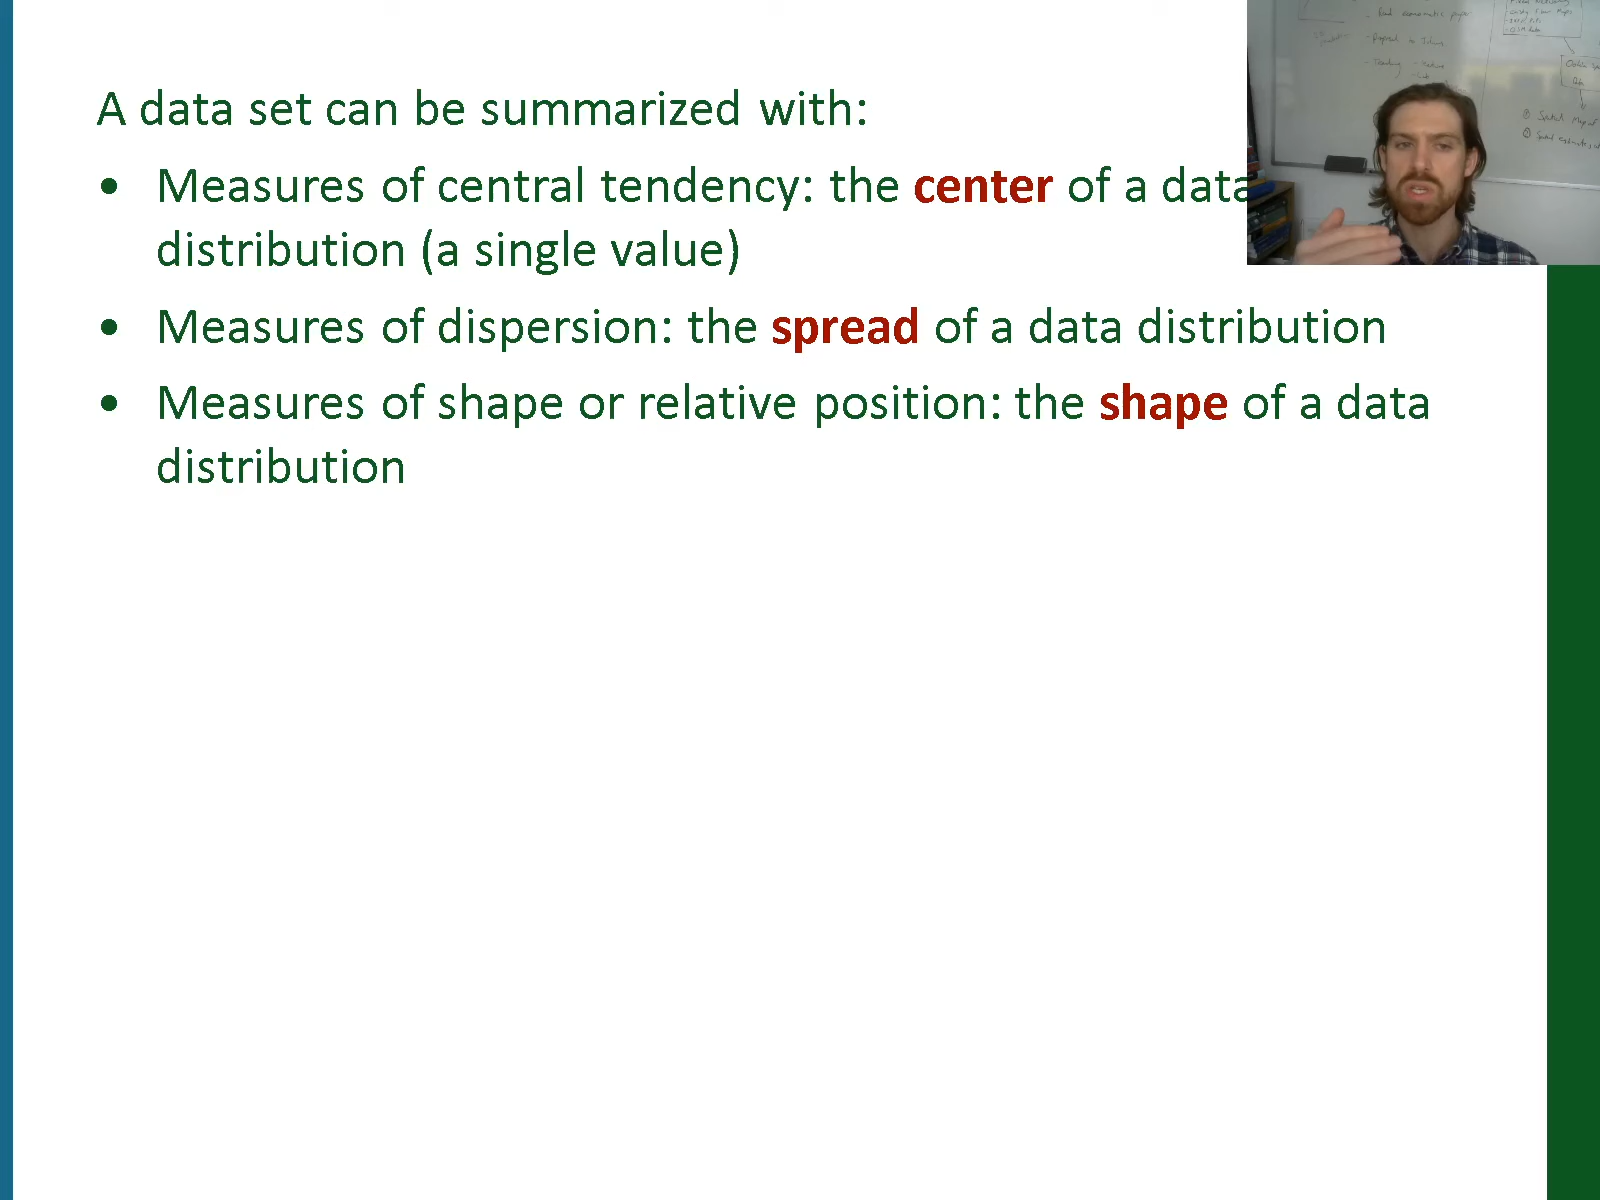 A data set can be summarized with:
• Measures of central tendency: the center of a data
distribution (a single value)
• Measures of dispersion: the spread of a data distribution
• Measures of shape or relative position: the shape of a data
distribution